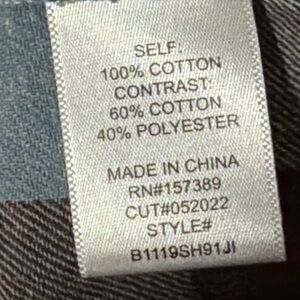 SELF:
100% COTTON
CONTRAST:
60% COTTON
40% POLYESTER
MADE IN CHINA
RN#157389
CUT#052022
STYLE#
B1119SH91JI